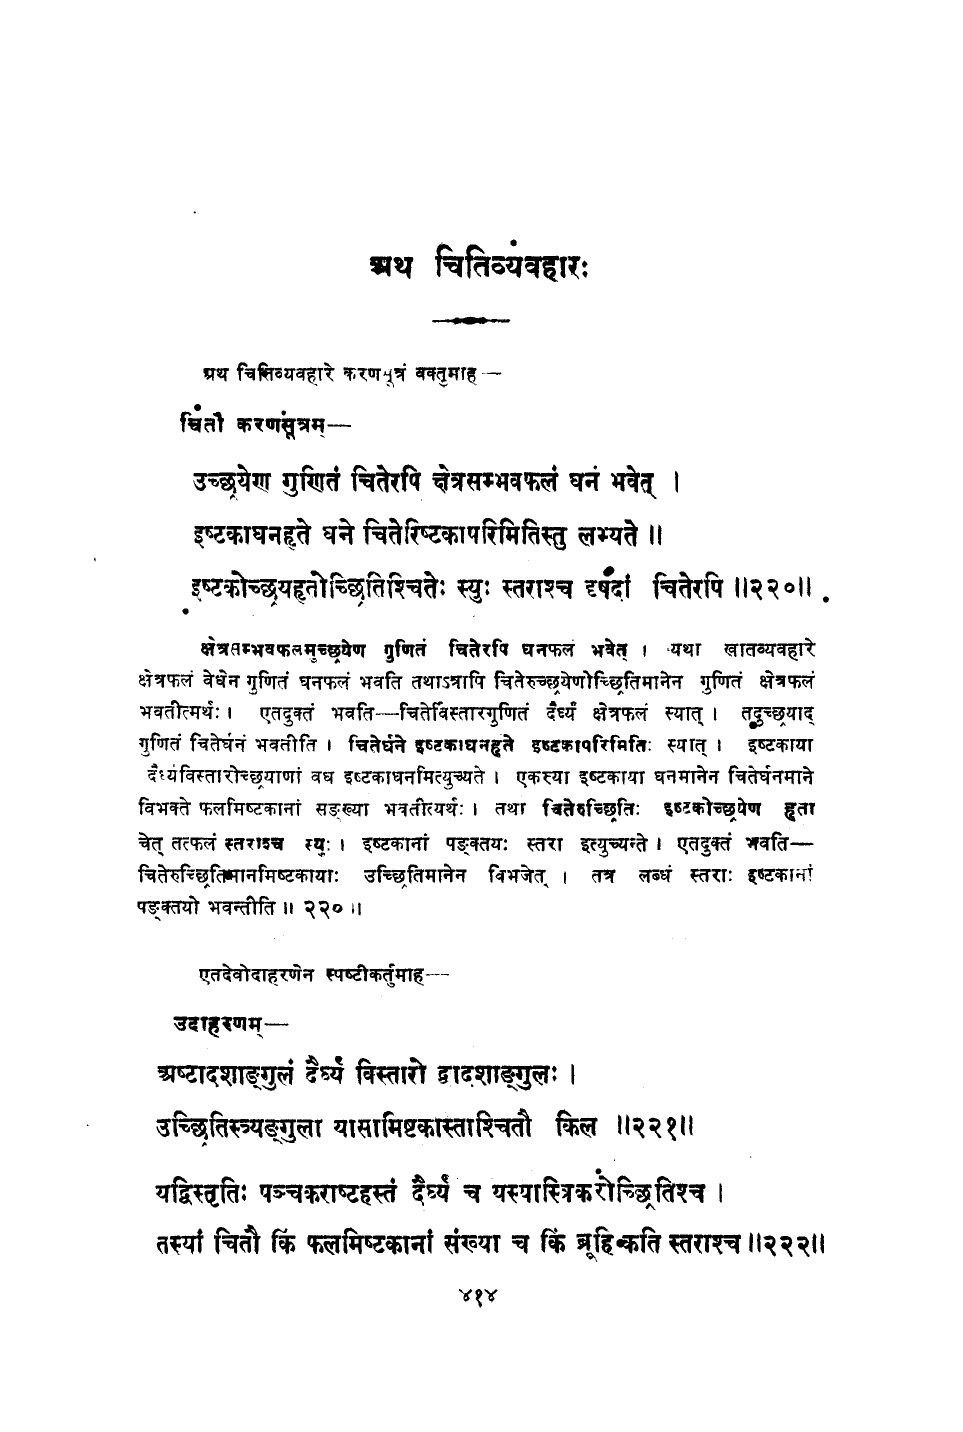 अथ चितिव्यवहारः
अथ चितिव्यवहारे करणसूत्रं वक्तुमाह—
चितौ करणसूत्रम्—
उच्छ्रयेण गुणितं चितेरपि क्षेत्रसम्भवफलं घनं भवेत् ।
इष्टकाघनहृते घने चितेरिष्टकापरिमितिस्तु लभ्यते ॥
इष्टकोच्छ्रयहृतोच्छ्रितिश्चितेः स्युः स्तराश्च दृषदां चितेरपि ॥२२०॥
क्षेत्रसम्भवफलमुच्छ्रयेण गुणितं चितेरपि घनफलं भवेत् । यथा खातव्यवहारे
क्षेत्रफलं वेधेन गुणितं घनफलं भवति तथाऽत्रापि चितेरुच्छ्रयेणोच्छ्रितिमानेन गुणितं क्षेत्रफलं
भवतीत्मर्थः । एतदुक्तं भवति—चितेर्विस्तारगुणितं दैर्घ्यं क्षेत्रफलं स्यात् । तदुच्छ्रयाद्
गुणितं चितेर्घनं भवतीति । चितेर्घने इष्टकाघनहृते इष्टकापरिमितिः स्यात् । इष्टकाया
दैर्घ्यविस्तारोच्छ्रयाणां वध इष्टकाघनमित्युच्यते । एकस्या इष्टकाया घनमानेन चितेर्घनमाने
विभक्ते फलमिष्टकानां सङ्ख्या भवतीत्यर्थः । तथा चितेरुच्छ्रितिः इष्टकोच्छ्रयेण हृता
चेत् तत्फलं स्तराश्च स्युः । इष्टकानां पङ्क्तयः स्तरा इत्युच्यन्ते । एतदुक्तं भवति—
चितेरुच्छ्रितिमानमिष्टकायाः उच्छ्रितिमानेन विभजेत् । तत्र लब्धं स्तराः इष्टकानां
पङ्क्तयो भवन्तीति ॥ २२० ॥
एतदेवोदाहरणेन स्पष्टीकर्तुमाह—
उदाहरणम्—
अष्टादशाङ्गुलं दैर्घ्यं विस्तारो द्वादशाङ्गुलः ।
उच्छ्रितिस्त्र्यङ्गुला यासामिष्टकास्ताश्चितौ किल ॥२२१॥
यद्विस्तृतिः पञ्चकराष्टहस्तं दैर्घ्यं च यस्यास्त्रिकरोच्छ्रितिश्च ।
तस्यां चितौ किं फलमिष्टकानां संख्या च किं ब्रूहि कति स्तराश्च ॥२२२॥
४१४